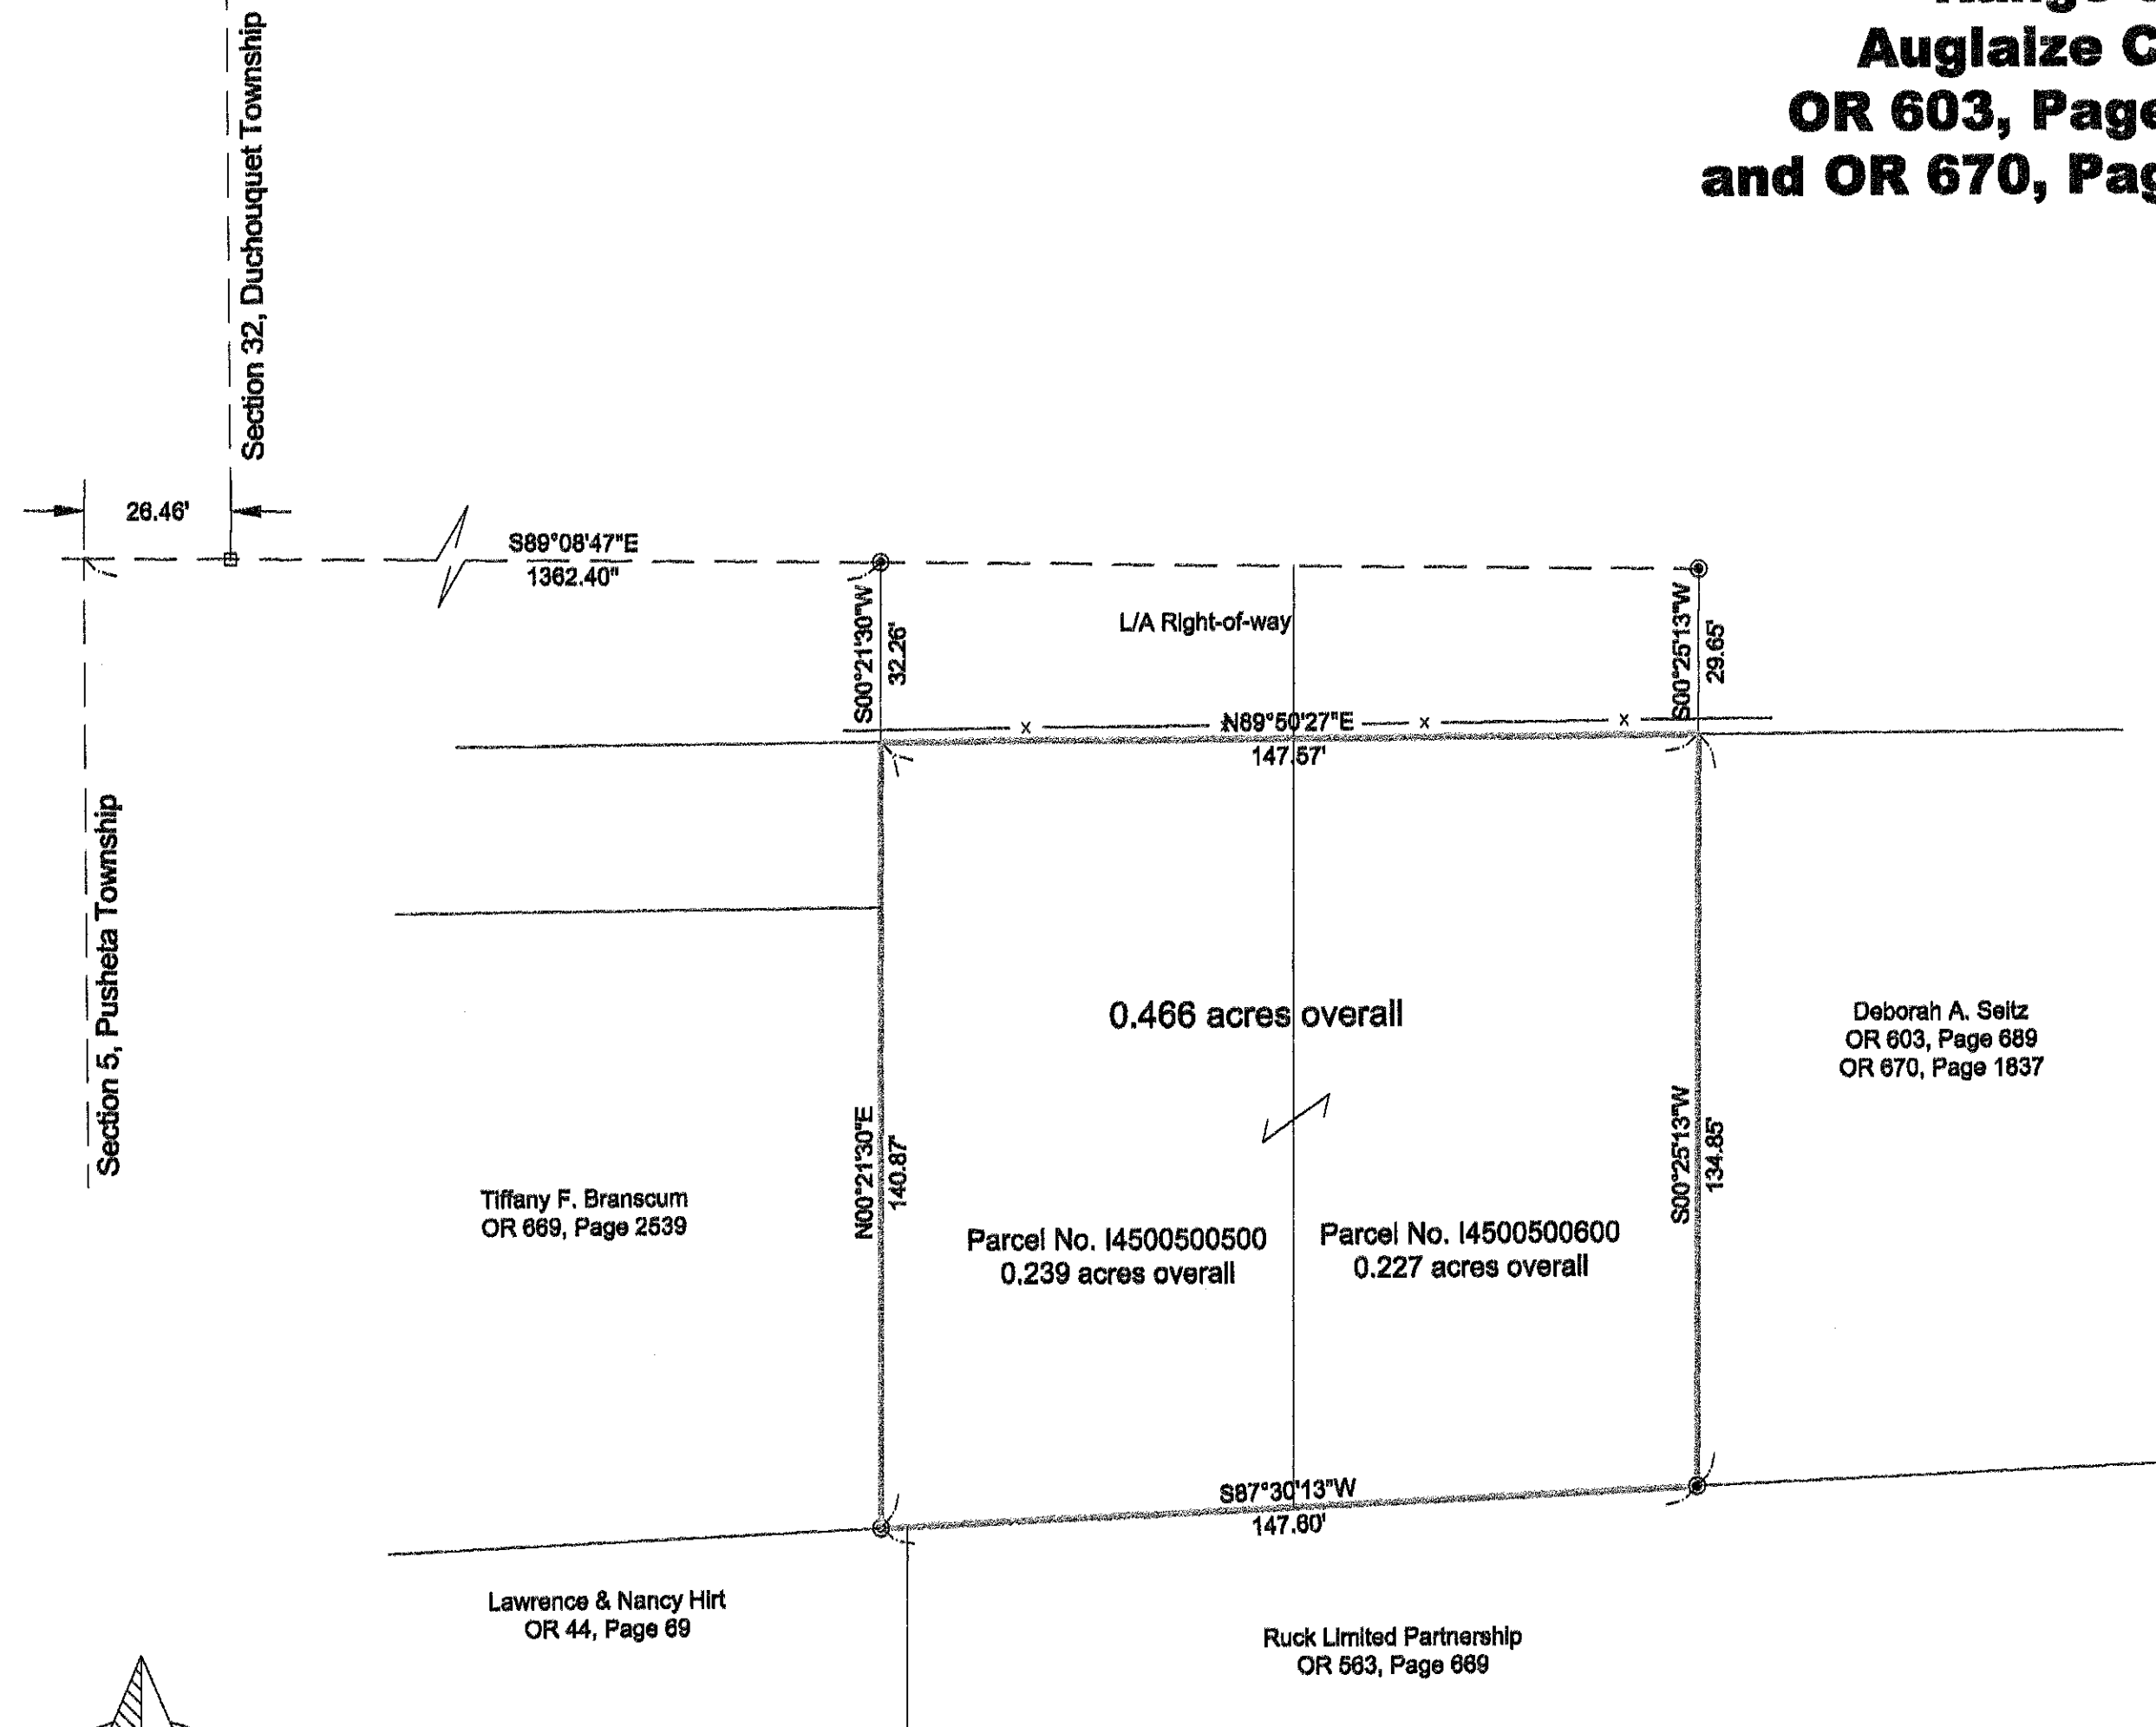 Auglaize
OR 603, Page
and OR 670,
Section 32, Duchouquet Township
26.46'
S89°08'47"E
1362.40"
S00°21'30"W
32.26'
L/A Right-of-way
S00°25'13"W
29.65'
x
N89°50'27"E
x
x
147.57'
Section 5, Pusheta Township
0.466 acres overall
Deborah A. Seitz
OR 603, Page 689
OR 670, Page 1837
N00°21'30"E
140.87'
S00°25'13"W
134.85'
Tiffany F. Branscum
OR 669, Page 2539
Parcel No. I4500500500
0.239 acres overall
Parcel No. I4500500600
0.227 acres overall
S87°30'13"W
147.60'
Lawrence & Nancy Hirt
OR 44, Page 69
Ruck Limited Partnership
OR 563, Page 669